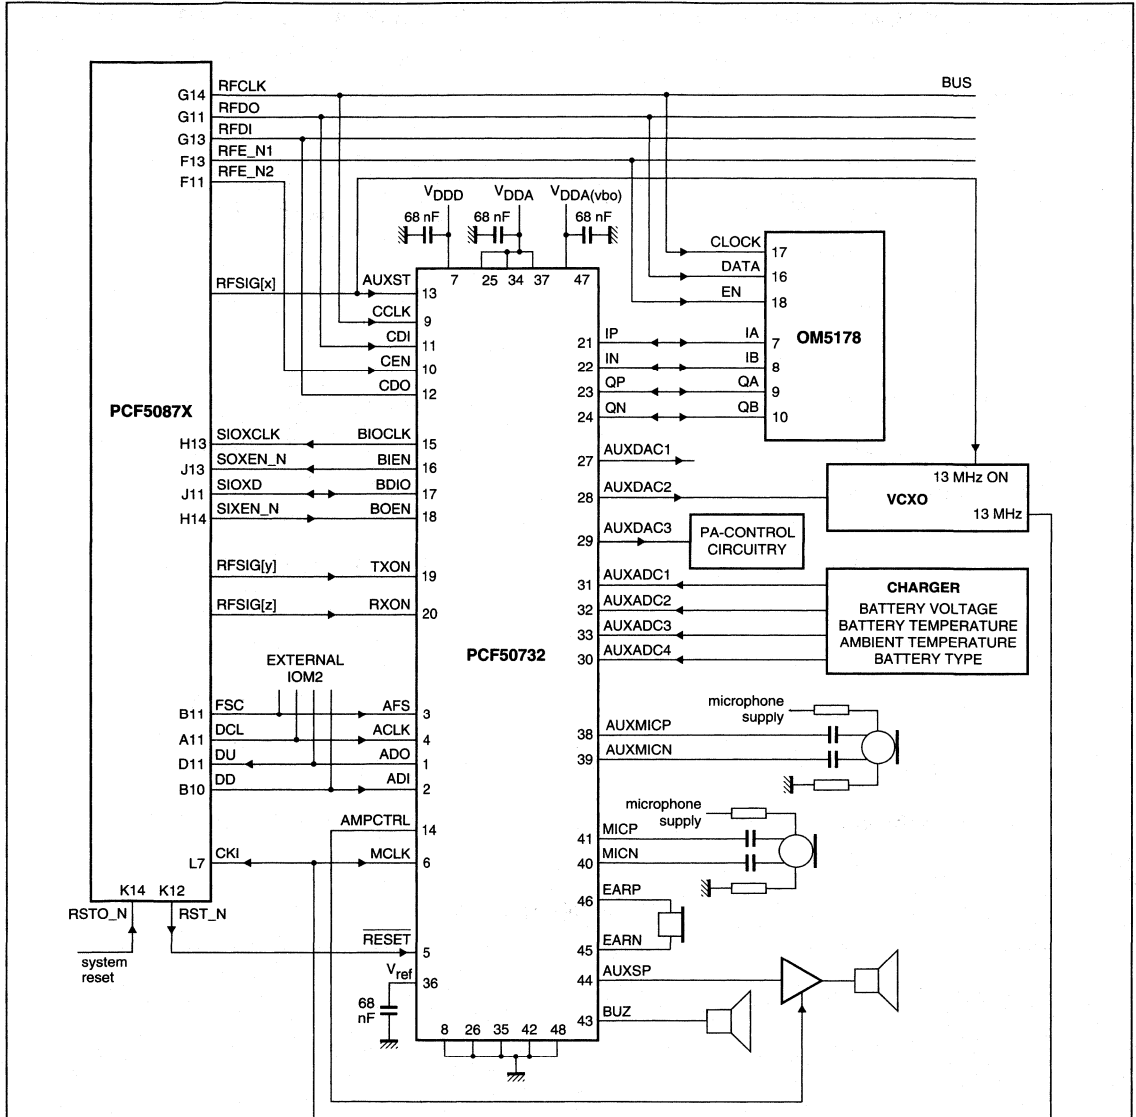 BUS
G14 RFCLK
G11 RFDO
G13 RFDI
F13 RFE_N1
F11 RFE_N2
VDDD
68 nF
VDDA
68 nF
VDDA(vbo)
68 nF
7 25 34 37 47
RFSIG[x] AUXST 13
CCLK 9
CDI 11
CEN 10
CDO 12
PCF5087X
H13 SIOXCLK BIOCLK 15
J13 SOXEN_N BIEN 16
J11 SIOXD BDIO 17
H14 SIXEN_N BOEN 18
RFSIG[y] TXON 19
RFSIG[z] RXON 20
EXTERNAL
IOM2
B11 FSC AFS 3
A11 DCL ACLK 4
D11 DU ADO 1
B10 DD ADI 2
AMPCTRL 14
L7 CKI MCLK 6
K14 K12
RSTO_N RST_N
RESET 5
system
reset
Vref 36
68
nF
8 26 35 42 48
PCF50732
CLOCK 17
DATA 16
EN 18
OM5178
21 IP IA 7
22 IN IB 8
23 QP QA 9
24 QN QB 10
27 AUXDAC1
28 AUXDAC2
13 MHz ON
VCXO
13 MHz
29 AUXDAC3
PA-CONTROL
CIRCUITRY
31 AUXADC1
32 AUXADC2
33 AUXADC3
30 AUXADC4
CHARGER
BATTERY VOLTAGE
BATTERY TEMPERATURE
AMBIENT TEMPERATURE
BATTERY TYPE
microphone
supply
38 AUXMICP
39 AUXMICN
microphone
supply
41 MICP
40 MICN
46 EARP
45 EARN
44 AUXSP
43 BUZ